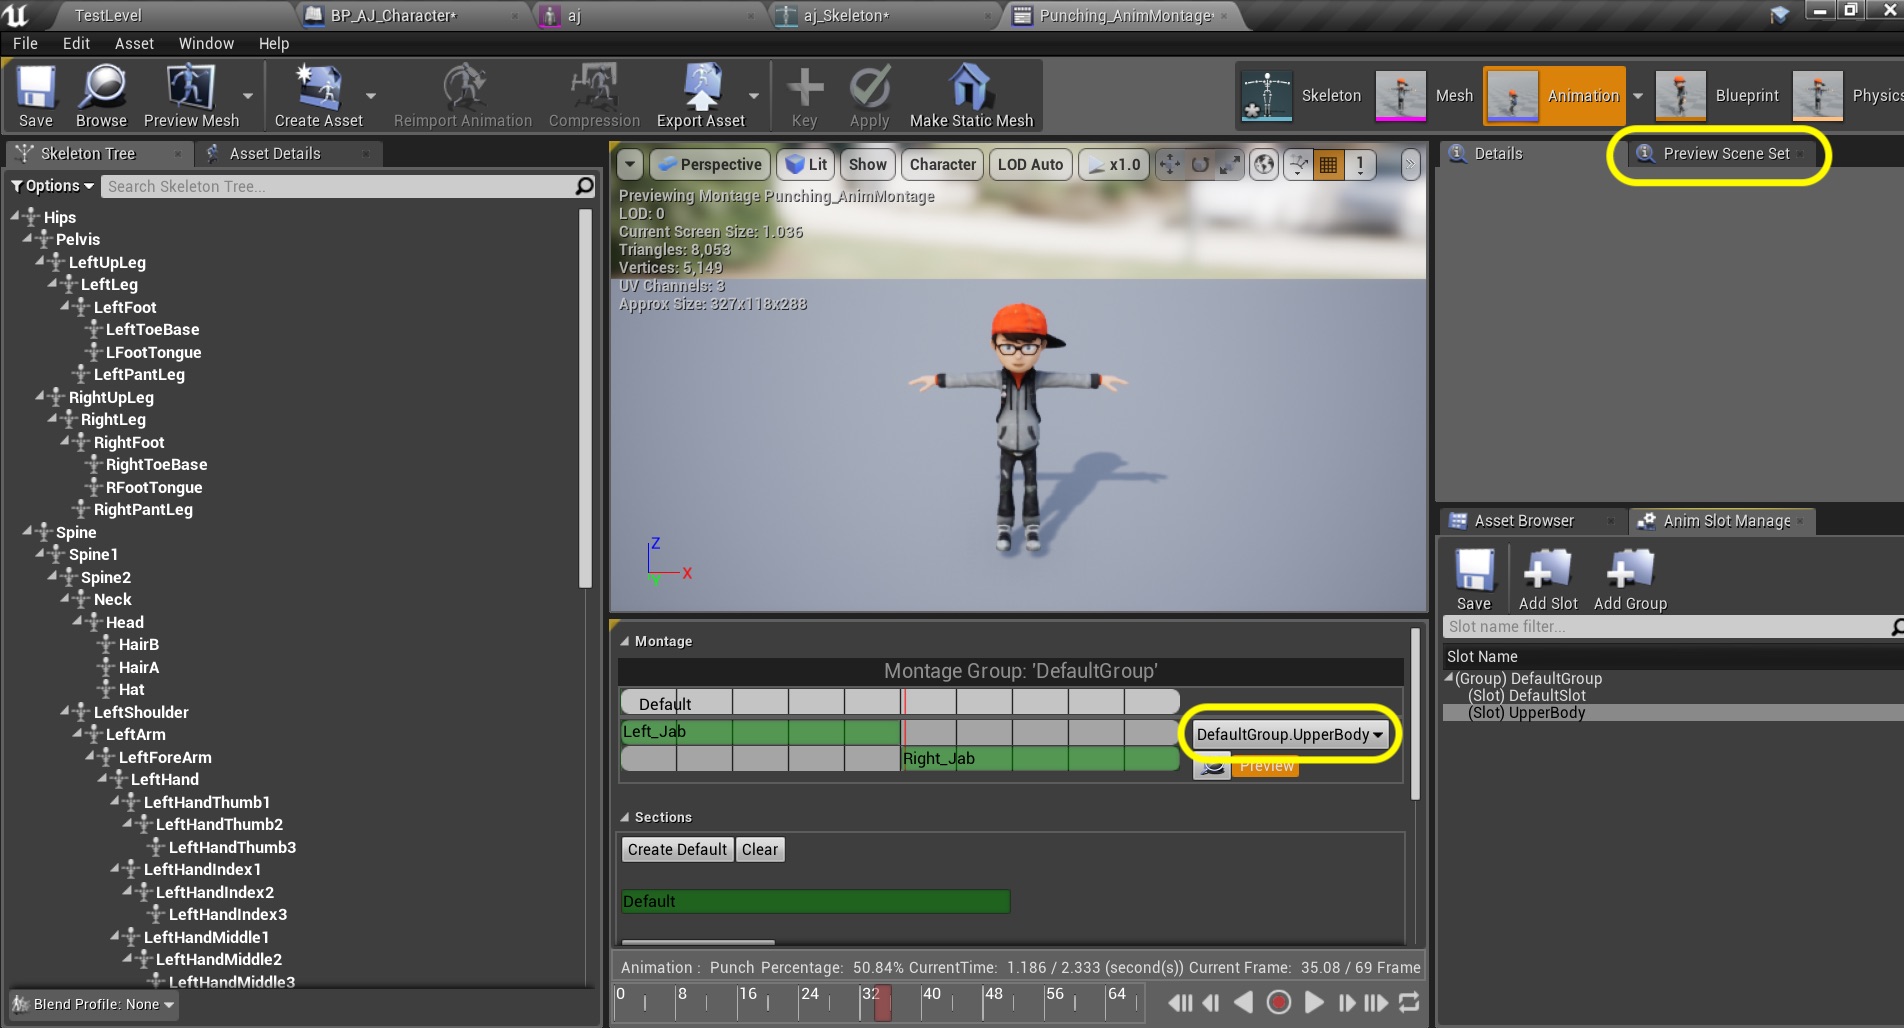 TestLevel
BP_AJ_Character*
aj
aj_Skeleton*
Punching_AnimMontage*
File Edit Asset Window Help
Save Browse Preview Mesh Create Asset Reimport Animation Compression Export Asset Key Apply Make Static Mesh
Skeleton Mesh Animation Blueprint Physics
Skeleton Tree
Asset Details
Options
Search Skeleton Tree...
Hips
Pelvis
LeftUpLeg
LeftLeg
LeftFoot
LeftToeBase
LFootTongue
LeftPantLeg
RightUpLeg
RightLeg
RightFoot
RightToeBase
RFootTongue
RightPantLeg
Spine
Spine1
Spine2
Neck
Head
HairB
HairA
Hat
LeftShoulder
LeftArm
LeftForeArm
LeftHand
LeftHandThumb1
LeftHandThumb2
LeftHandThumb3
LeftHandIndex1
LeftHandIndex2
LeftHandIndex3
LeftHandMiddle1
LeftHandMiddle2
LeftHandMiddle3
Blend Profile: None
Perspective Lit Show Character LOD Auto x1.0 1
Previewing Montage Punching_AnimMontage
LOD: 0
Current Screen Size: 1.036
Triangles: 8,053
Vertices: 5,149
UV Channels: 3
Approx Size: 327x118x288
Z
X
Y
Montage
Montage Group: 'DefaultGroup'
Default
Left_Jab
DefaultGroup.UpperBody
Right_Jab
Preview
Sections
Create Default Clear
Default
Animation : Punch Percentage: 50.84% CurrentTime: 1.186 / 2.333 (second(s)) Current Frame: 35.08 / 69 Frame
0 8 16 24 32 40 48 56 64
Details
Preview Scene Set
Asset Browser
Anim Slot Manage
Save Add Slot Add Group
Slot name filter...
Slot Name
(Group) DefaultGroup
(Slot) DefaultSlot
(Slot) UpperBody